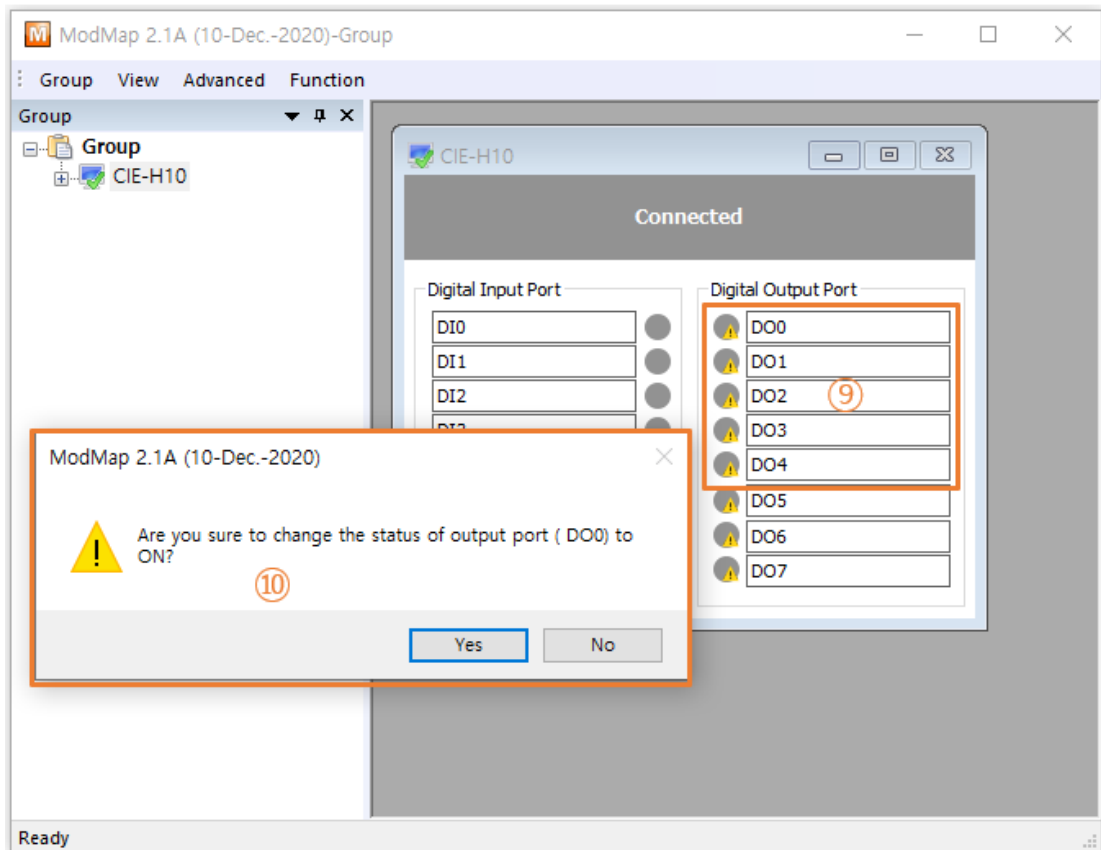 M ModMap 2.1A (10-Dec.-2020)-Group
Group View Advanced Function
Group
Group
CIE-H10
CIE-H10
Connected
Digital Input Port
DI0
DI1
DI2
DI3
Digital Output Port
DO0
DO1
DO2
⑨
DO3
DO4
DO5
DO6
DO7
ModMap 2.1A (10-Dec.-2020)
Are you sure to change the status of output port ( DO0) to
ON?
⑩
Yes No
Ready